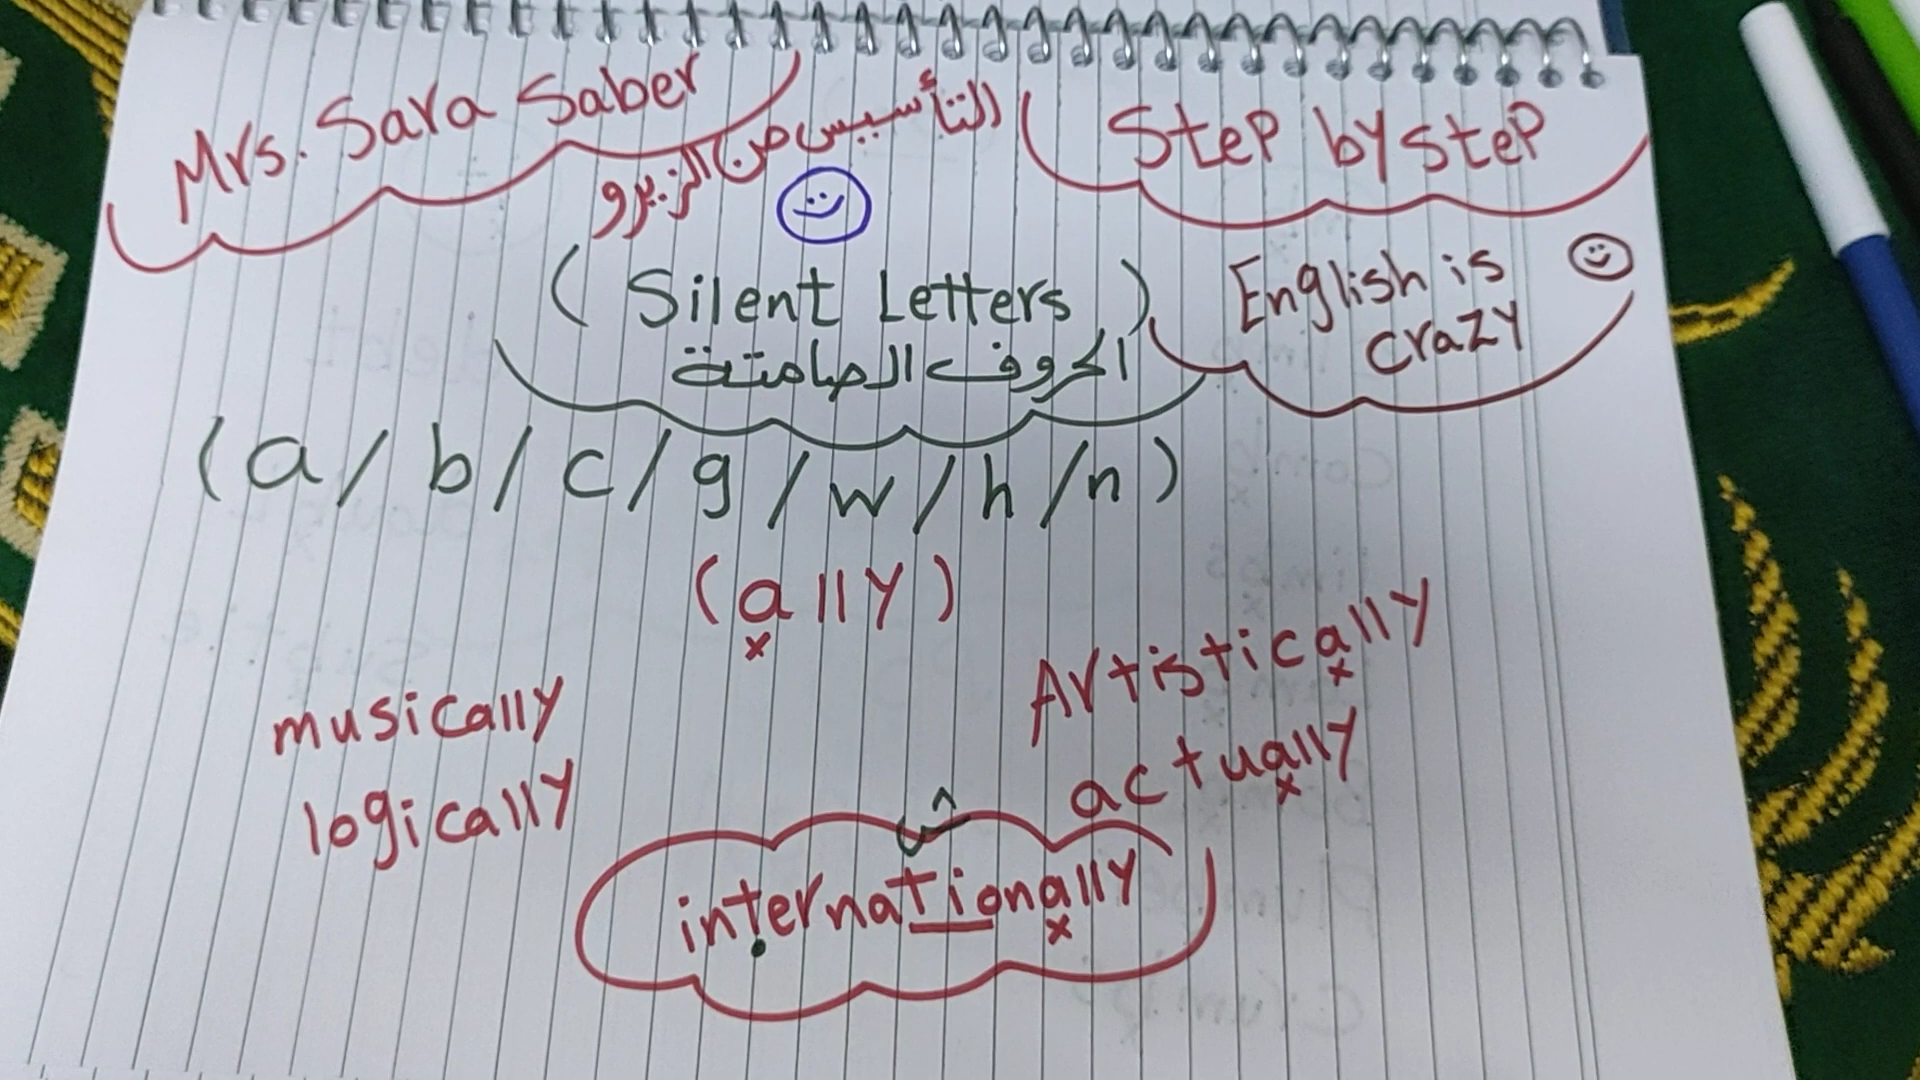 Mrs. Sara Saber
التأسيس من الزيرو
Step by step
(Silent Letters)
الحروف الصامتة
English is
crazy
(a/ b/ c/ g / w / h /n)
(ally)
x
musically
logically
Artistically
x
actually
x
internationally
x